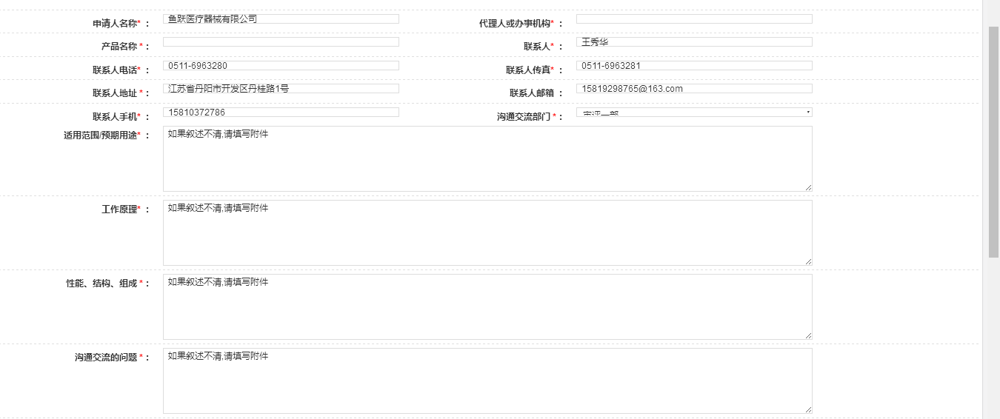 申请人名称* ： 鱼跃医疗器械有限公司 代理人或办事机构* ：
产品名称 * ： 联系人* ： 王秀华
联系人电话* ： 0511-6963280 联系人传真* ： 0511-6963281
联系人地址 * ： 江苏省丹阳市开发区丹桂路1号 联系人邮箱 ： 15819298765@163.com
联系人手机* ： 15810372786 沟通交流部门 * ： 审评一部
适用范围/预期用途* ： 如果叙述不清,请填写附件
工作原理* ： 如果叙述不清,请填写附件
性能、结构、组成 * ： 如果叙述不清,请填写附件
沟通交流的问题 * ： 如果叙述不清,请填写附件